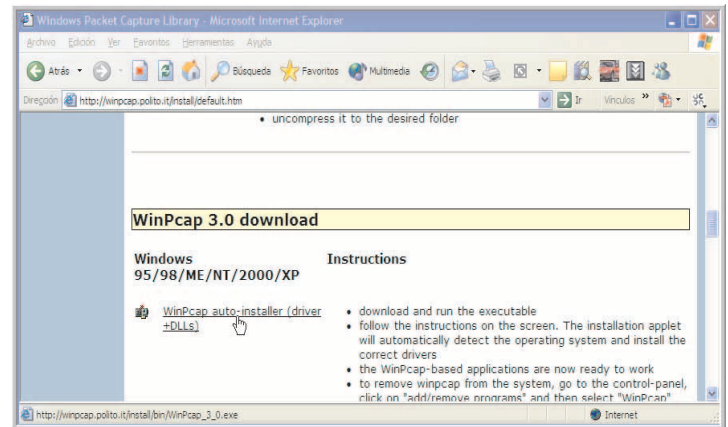 Windows Packet Capture Library - Microsoft Internet Explorer
Archivo Edición Ver Favoritos Herramientas Ayuda
Atrás Búsqueda Favoritos Multimedia
Dirección http://winpcap.polito.it/install/default.htm Ir Vínculos »
• uncompress it to the desired folder
WinPcap 3.0 download
Windows Instructions
95/98/ME/NT/2000/XP
WinPcap auto-installer (driver • download and run the executable
+DLLs) • follow the instructions on the screen. The installation applet
will automatically detect the operating system and install the
correct drivers
• the WinPcap-based applications are now ready to work
• to remove winpcap from the system, go to the control-panel,
click on "add/remove programs" and then select "WinPcap"
http://winpcap.polito.it/install/bin/WinPcap_3_0.exe Internet